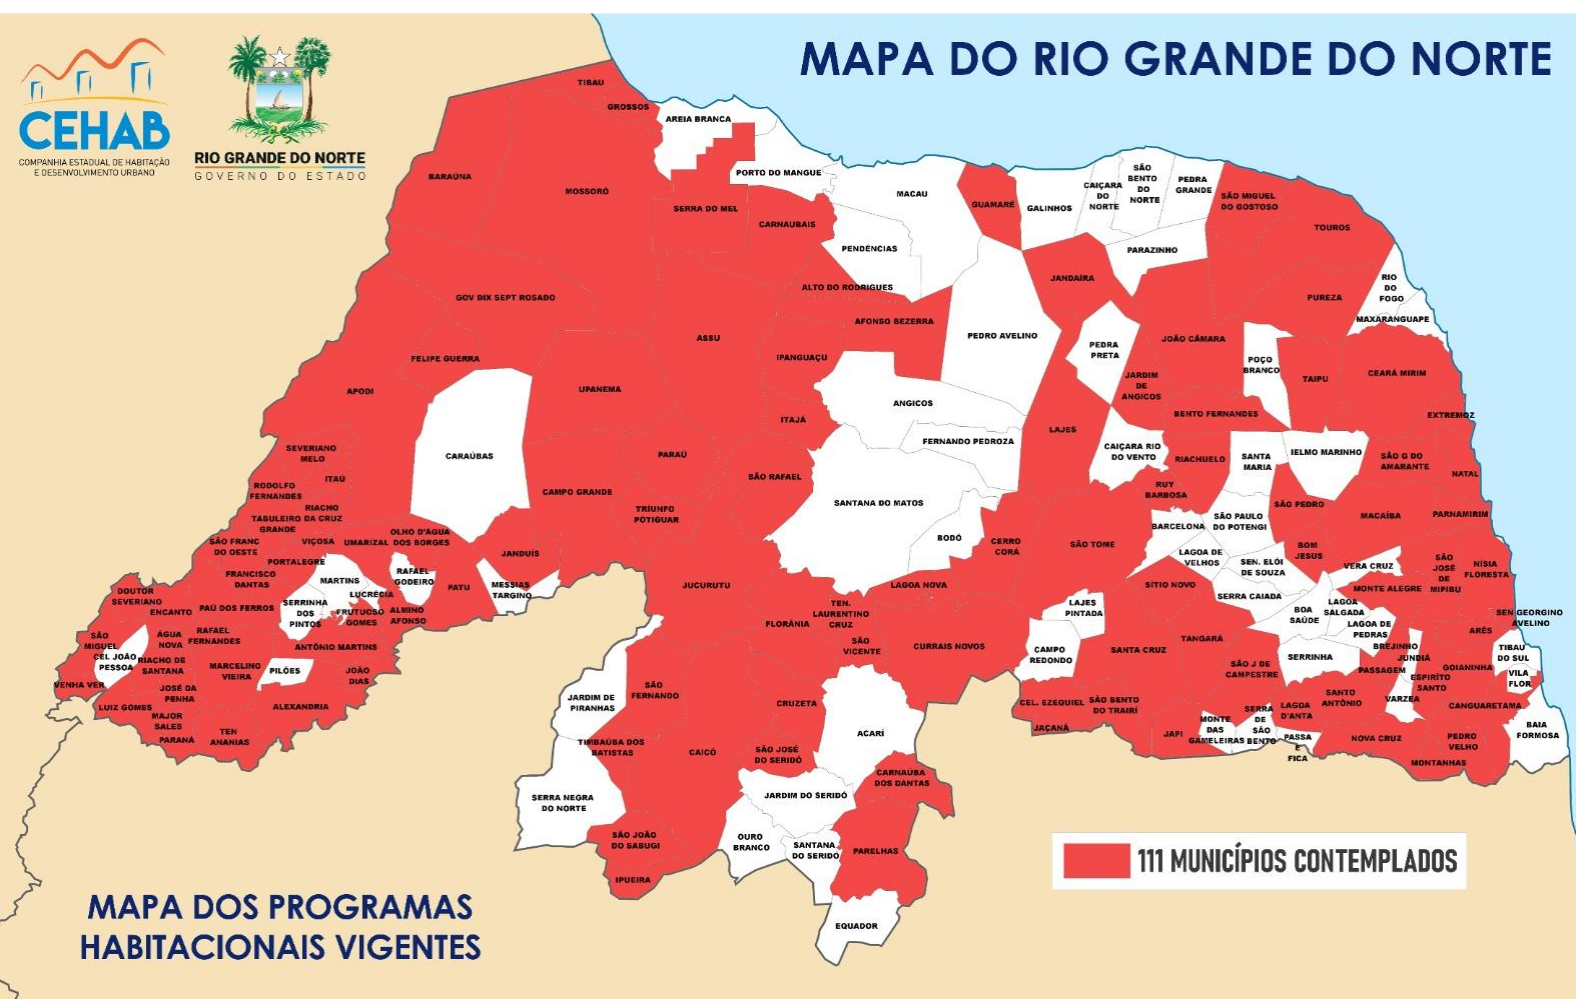 MAPA DO RIO GRANDE DO NORTE
CEHAB
COMPANHIA ESTADUAL DE HABITAÇÃO
E DESENVOLVIMENTO URBANO
RIO GRANDE DO NORTE
GOVERNO DO ESTADO
TIBAU
GROSSOS
AREIA BRANCA
BARAÚNA
MOSSORÓ
PORTO DO MANGUE
SERRA DO MEL
CARNAUBAIS
MACAU
PENDÊNCIAS
GUAMARÉ
GALINHOS
CAIÇARA
DO
NORTE
SÃO
BENTO
DO
NORTE
PEDRA
GRANDE
SÃO MIGUEL
DO GOSTOSO
TOUROS
PARAZINHO
JANDAÍRA
RIO
DO
FOGO
MAXARANGUAPE
PUREZA
GOV DIX SEPT ROSADO
ALTO DO RODRIGUES
AFONSO BEZERRA
PEDRO AVELINO
ASSU
IPANGUAÇU
PEDRA
PRETA
JOÃO CÂMARA
POÇO
BRANCO
TAIPU
CEARÁ MIRIM
FELIPE GUERRA
APODI
UPANEMA
JARDIM
DE
ANGICOS
ANGICOS
ITAJÁ
BENTO FERNANDES
EXTREMOZ
LAJES
FERNANDO PEDROZA
CAIÇARA RIO
DO VENTO
RIACHUELO
SANTA
MARIA
IELMO MARINHO
SÃO G DO
AMARANTE
NATAL
SEVERIANO
MELO
CARAÚBAS
PARAÚ
ITAÚ
RODOLFO
FERNANDES
CAMPO GRANDE
SÃO RAFAEL
SANTANA DO MATOS
RUY
BARBOSA
SÃO PEDRO
RIACHO
DA CRUZ
TABULEIRO
GRANDE
TRIUNFO
POTIGUAR
BARCELONA
SÃO PAULO
DO POTENGI
MACAÍBA
PARNAMIRIM
SÃO FRANC
DO OESTE
VIÇOSA
UMARIZAL
OLHO D'ÁGUA
DOS BORGES
JANDUÍS
BODÓ
CERRO
CORÁ
SÃO TOME
LAGOA DE
VELHOS
SEN. ELÓI
DE SOUZA
BOM
JESUS
VERA CRUZ
SÃO
JOSÉ
DE
MIPIBU
NÍSIA
FLORESTA
PORTALEGRE
FRANCISCO
DANTAS
MARTINS
RAFAEL
GODEIRO
PATU
MESSIAS
TARGINO
JUCURUTU
LAGOA NOVA
SÍTIO NOVO
MONTE ALEGRE
DOUTOR
SEVERIANO
ENCANTO
PAÚ DOS FERROS
SERRINHA
DOS
PINTOS
LUCRÉCIA
FRUTUOSO
GOMES
ALMINO
AFONSO
FLORÂNIA
TEN.
LAURENTINO
CRUZ
LAJES
PINTADA
SERRA CAIADA
BOA
SAÚDE
LAGOA
SALGADA
LAGOA DE
PEDRAS
SEN GEORGINO
AVELINO
ARÊS
SÃO
MIGUEL
ÁGUA
NOVA
RAFAEL
FERNANDES
ANTÔNIO MARTINS
SÃO
VICENTE
CURRAIS NOVOS
CAMPO
REDONDO
SANTA CRUZ
TANGARÁ
SERRINHA
BREJINHO
JUNDIÁ
TIBAU
DO SUL
CEL JOÃO
PESSOA
RIACHO DE
SANTANA
MARCELINO
VIEIRA
PILÕES
JOÃO
DIAS
SÃO J DE
CAMPESTRE
PASSAGEM
ESPIRÍTO
SANTO
GOIANINHA
VILA
FLOR
VENHA VER
JOSÉ DA
PENHA
LUIZ GOMES
MAJOR
SALES
ALEXANDRIA
JARDIM DE
PIRANHAS
SÃO
FERNANDO
CRUZETA
ACARÍ
CEL. EZEQUIEL
JAÇANÃ
SÃO BENTO
DO TRAIRÍ
JAPI
MONTE
DAS
GAMELEIRAS
SERRA
DE
SÃO
BENTO
LAGOA
D'ANTA
PASSA
E
FICA
SANTO
ANTÔNIO
VARZEA
CANGUARETAMA
NOVA CRUZ
PEDRO
VELHO
MONTANHAS
BAIA
FORMOSA
PARANÁ
TEN
ANANIAS
TIMBAÚBA DOS
BATISTAS
CAICÓ
SÃO JOSÉ
DO SERIDÓ
CARNAÚBA
DOS DANTAS
SERRA NEGRA
DO NORTE
JARDIM DO SERIDÓ
SÃO JOÃO
DO SABUGI
OURO
BRANCO
SANTANA
DO SERIDÓ
PARELHAS
IPUEIRA
EQUADOR
111 MUNICÍPIOS CONTEMPLADOS
MAPA DOS PROGRAMAS
HABITACIONAIS VIGENTES